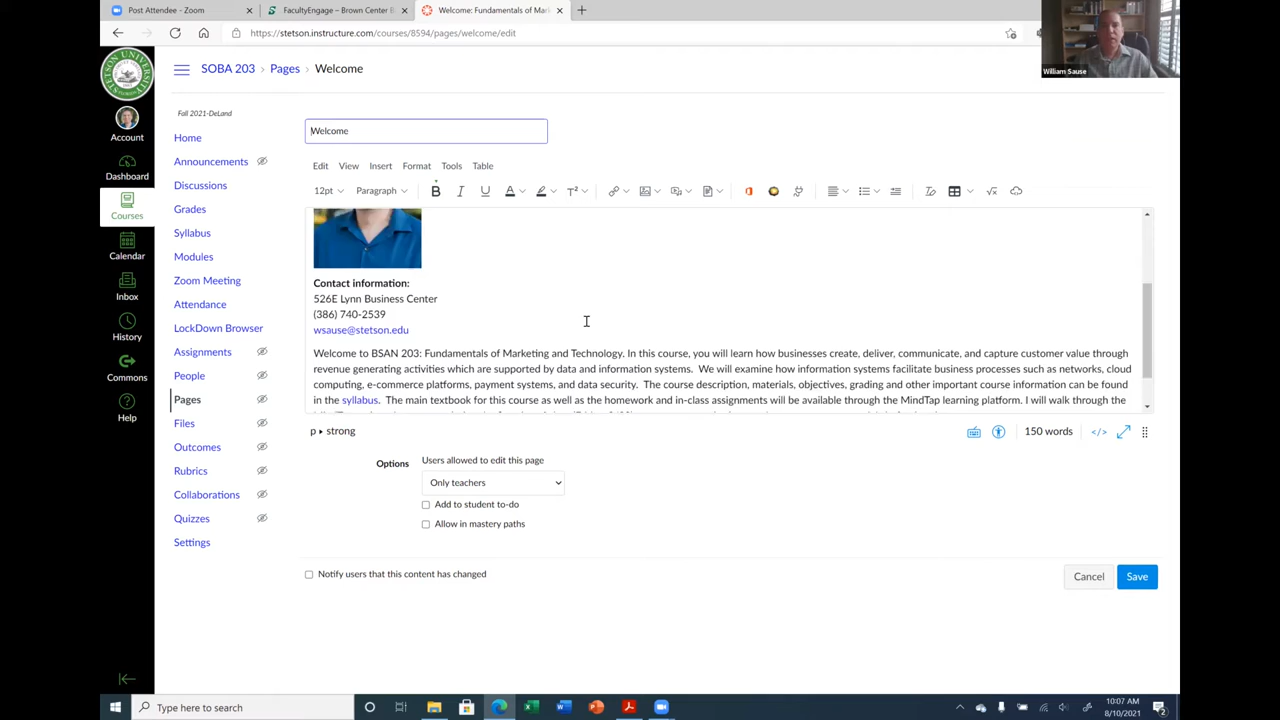 Post Attendee - Zoom
FacultyEngage – Brown Center
Welcome: Fundamentals of Mar
https://stetson.instructure.com/courses/8594/pages/welcome/edit
William Sause
STETSON UNIVERSITY
SOBA 203 > Pages > Welcome
Fall 2021-DeLand
Account
Dashboard
Courses
Calendar
Inbox
History
Commons
Help
Home
Announcements
Discussions
Grades
Syllabus
Modules
Zoom Meeting
Attendance
LockDown Browser
Assignments
People
Pages
Files
Outcomes
Rubrics
Collaborations
Quizzes
Settings
Welcome
Edit View Insert Format Tools Table
12pt Paragraph B I U A T²
Contact information:
526E Lynn Business Center
(386) 740-2539
wsause@stetson.edu
Welcome to BSAN 203: Fundamentals of Marketing and Technology. In this course, you will learn how businesses create, deliver, communicate, and capture customer value through
revenue generating activities which are supported by data and information systems. We will examine how information systems facilitate business processes such as networks, cloud
computing, e-commerce platforms, payment systems, and data security. The course description, materials, objectives, grading and other important course information can be found
in the syllabus. The main textbook for this course as well as the homework and in-class assignments will be available through the MindTap learning platform. I will walk through the
p ▸ strong
150 words </>
Options
Users allowed to edit this page
Only teachers
Add to student to-do
Allow in mastery paths
Notify users that this content has changed
Cancel Save
Type here to search
10:07 AM
8/10/2021
2